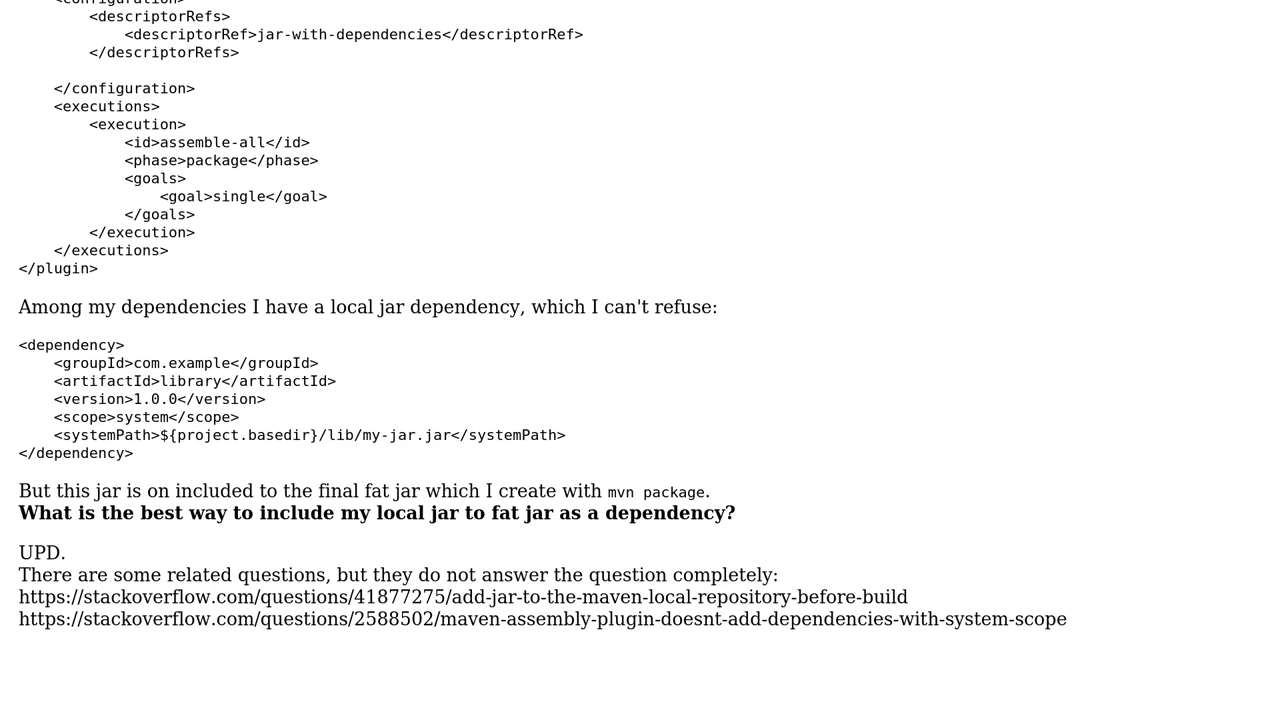 <configuration>
<descriptorRefs>
<descriptorRef>jar-with-dependencies</descriptorRef>
</descriptorRefs>
</configuration>
<executions>
<execution>
<id>assemble-all</id>
<phase>package</phase>
<goals>
<goal>single</goal>
</goals>
</execution>
</executions>
</plugin>
Among my dependencies I have a local jar dependency, which I can't refuse:
<dependency>
<groupId>com.example</groupId>
<artifactId>library</artifactId>
<version>1.0.0</version>
<scope>system</scope>
<systemPath>${project.basedir}/lib/my-jar.jar</systemPath>
</dependency>
But this jar is on included to the final fat jar which I create with mvn package.
What is the best way to include my local jar to fat jar as a dependency?
UPD.
There are some related questions, but they do not answer the question completely:
https://stackoverflow.com/questions/41877275/add-jar-to-the-maven-local-repository-before-build
https://stackoverflow.com/questions/2588502/maven-assembly-plugin-doesnt-add-dependencies-with-system-scope